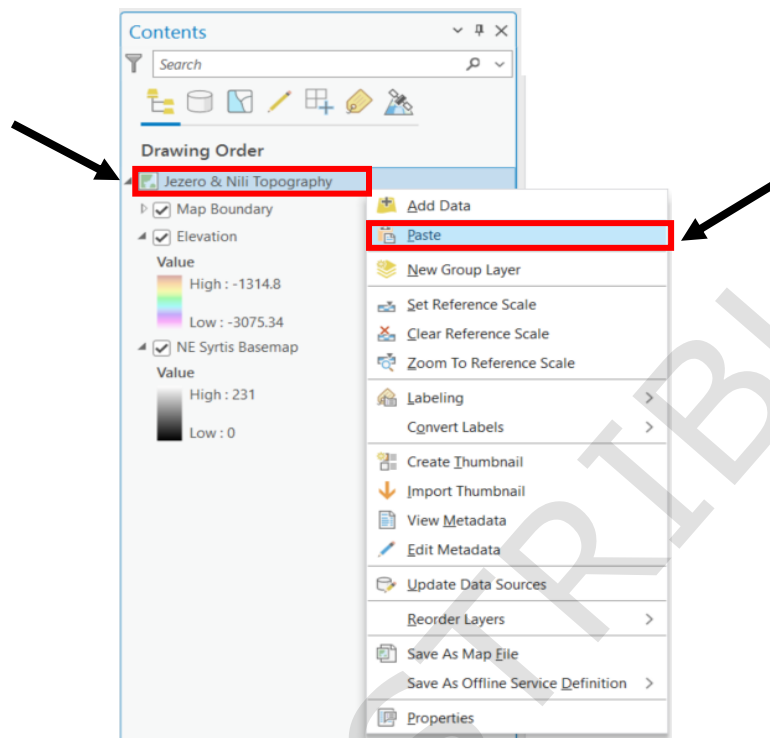 Contents
Search
Drawing Order
Jezero & Nili Topography
Map Boundary
Elevation
Value
High : -1314.8
Low : -3075.34
NE Syrtis Basemap
Value
High : 231
Low : 0
Add Data
Paste
New Group Layer
Set Reference Scale
Clear Reference Scale
Zoom To Reference Scale
Labeling
Convert Labels
Create Thumbnail
Import Thumbnail
View Metadata
Edit Metadata
Update Data Sources
Reorder Layers
Save As Map File
Save As Offline Service Definition
Properties
STRIB